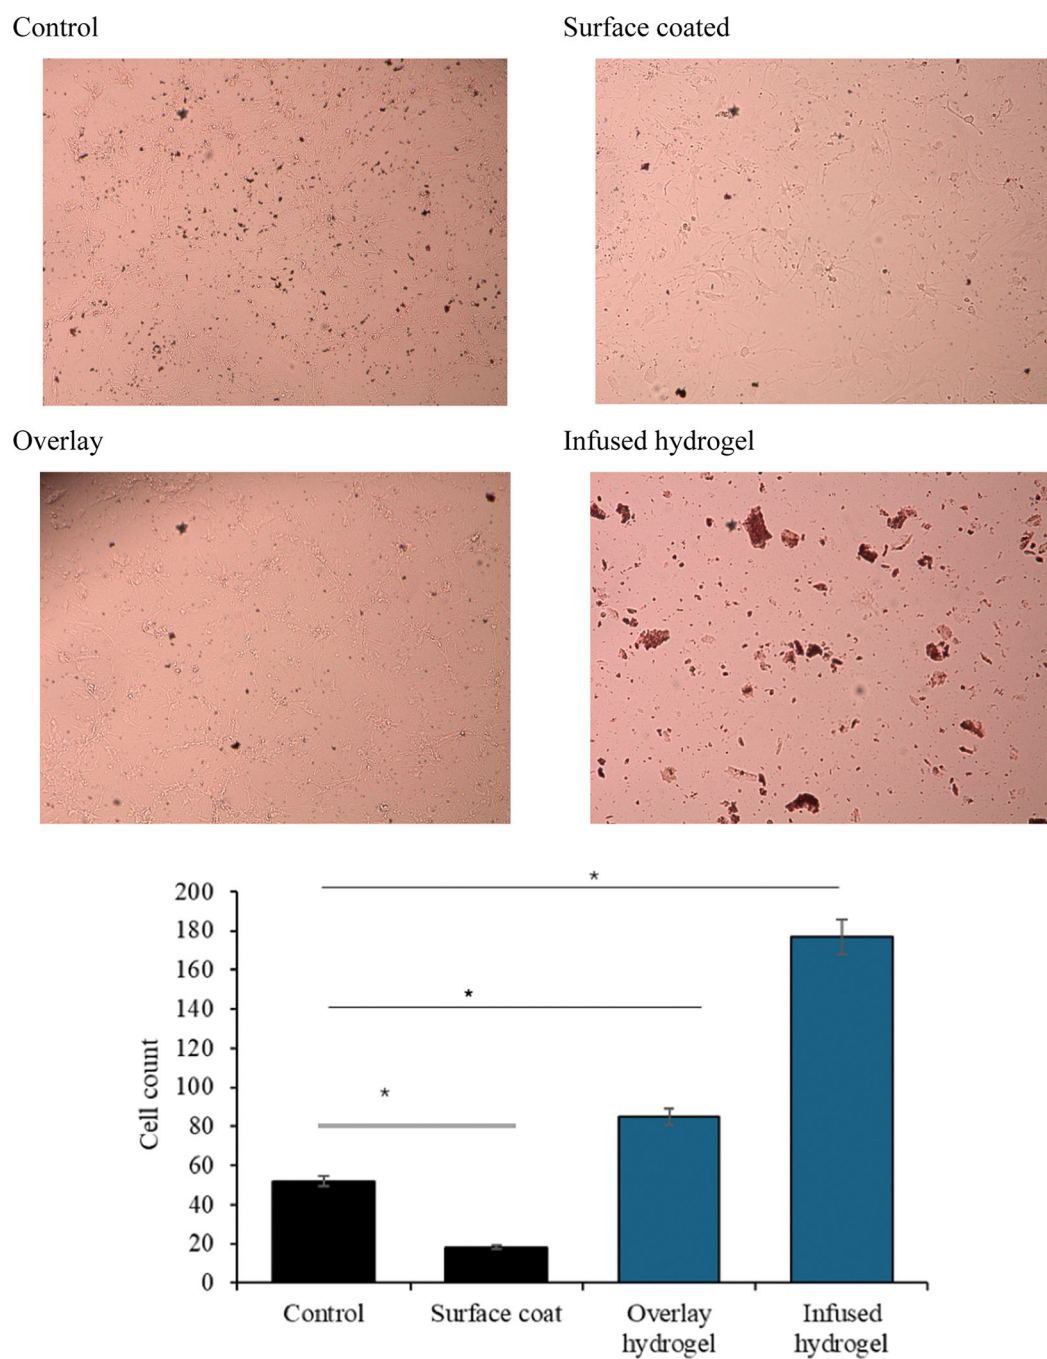 Control
Surface coated
Overlay
Infused hydrogel
200
180
160
140
120
100
80
60
40
20
0
Cell count
*
*
*
Control
Surface coat
Overlay
hydrogel
Infused
hydrogel